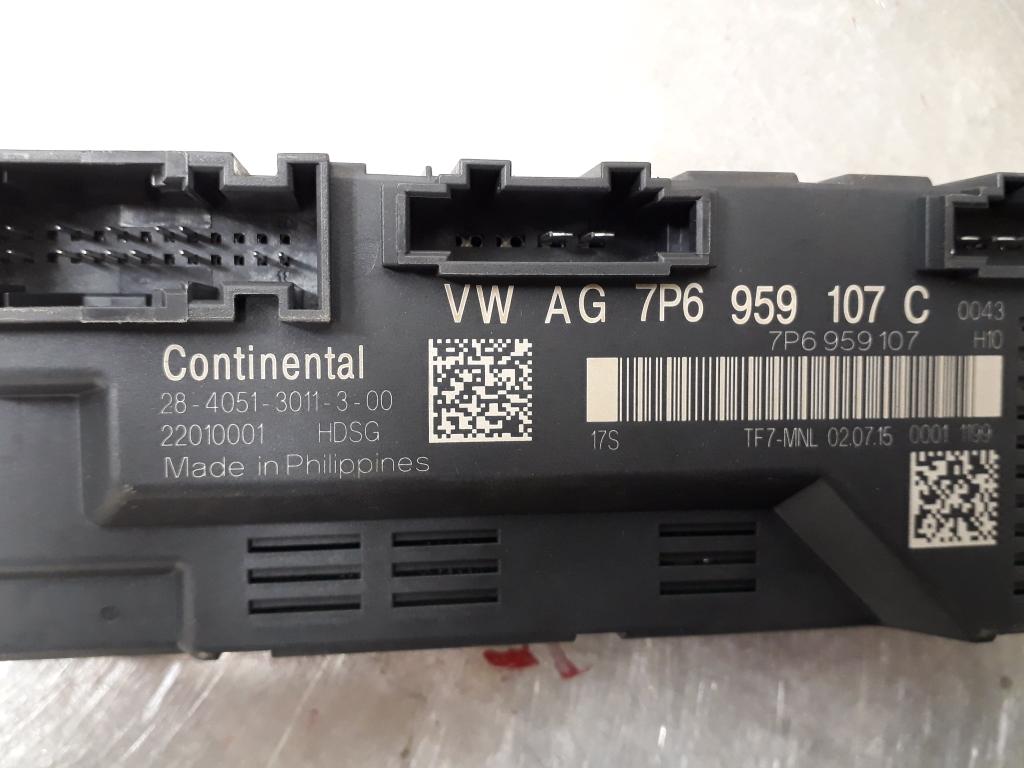 VW AG 7P6 959 107 C 0043
7P6 959 107 H10
Continental
28-4051-3011-3-00
22010001 HDSG
Made in Philippines
17S TF7-MNL 02.07.15 0001 1199